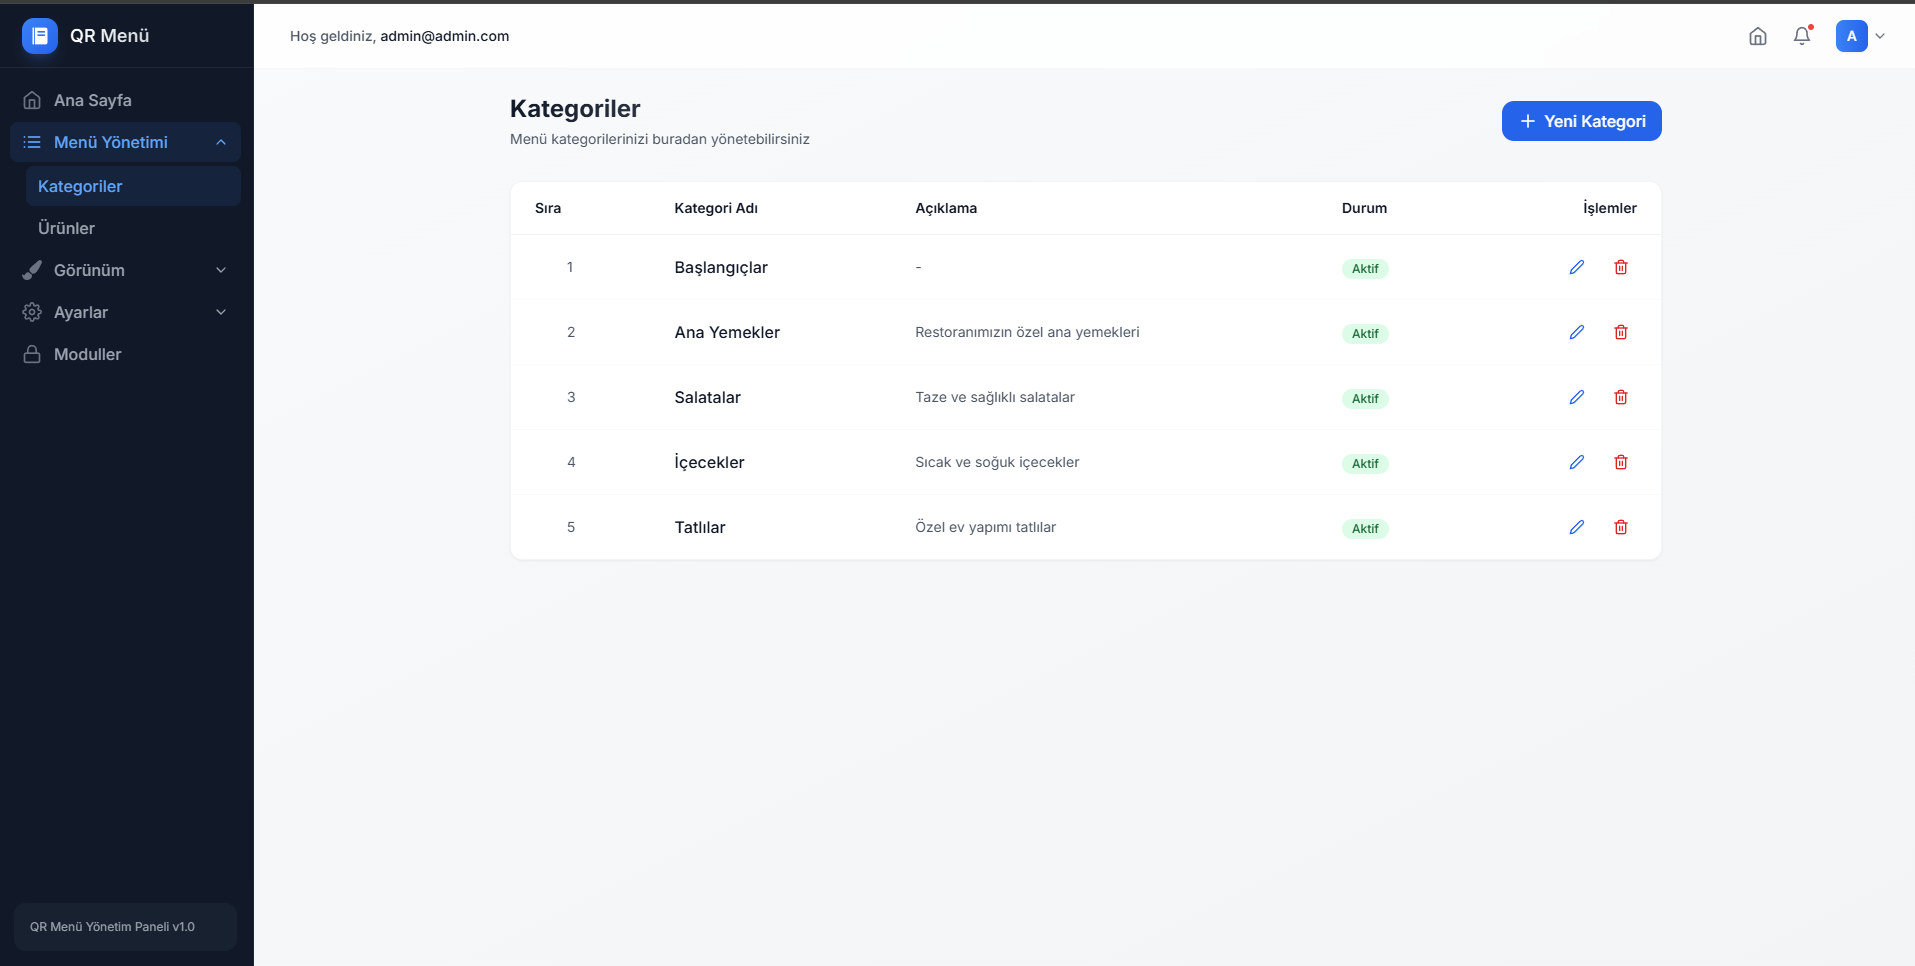 QR Menü
Hoş geldiniz, admin@admin.com
A
Ana Sayfa
Menü Yönetimi
Kategoriler
Ürünler
Görünüm
Ayarlar
Moduller
QR Menü Yönetim Paneli v1.0
Kategoriler
Menü kategorilerinizi buradan yönetebilirsiniz
Yeni Kategori
Sıra Kategori Adı Açıklama Durum İşlemler
1 Başlangıçlar - Aktif
2 Ana Yemekler Restoranımızın özel ana yemekleri Aktif
3 Salatalar Taze ve sağlıklı salatalar Aktif
4 İçecekler Sıcak ve soğuk içecekler Aktif
5 Tatlılar Özel ev yapımı tatlılar Aktif